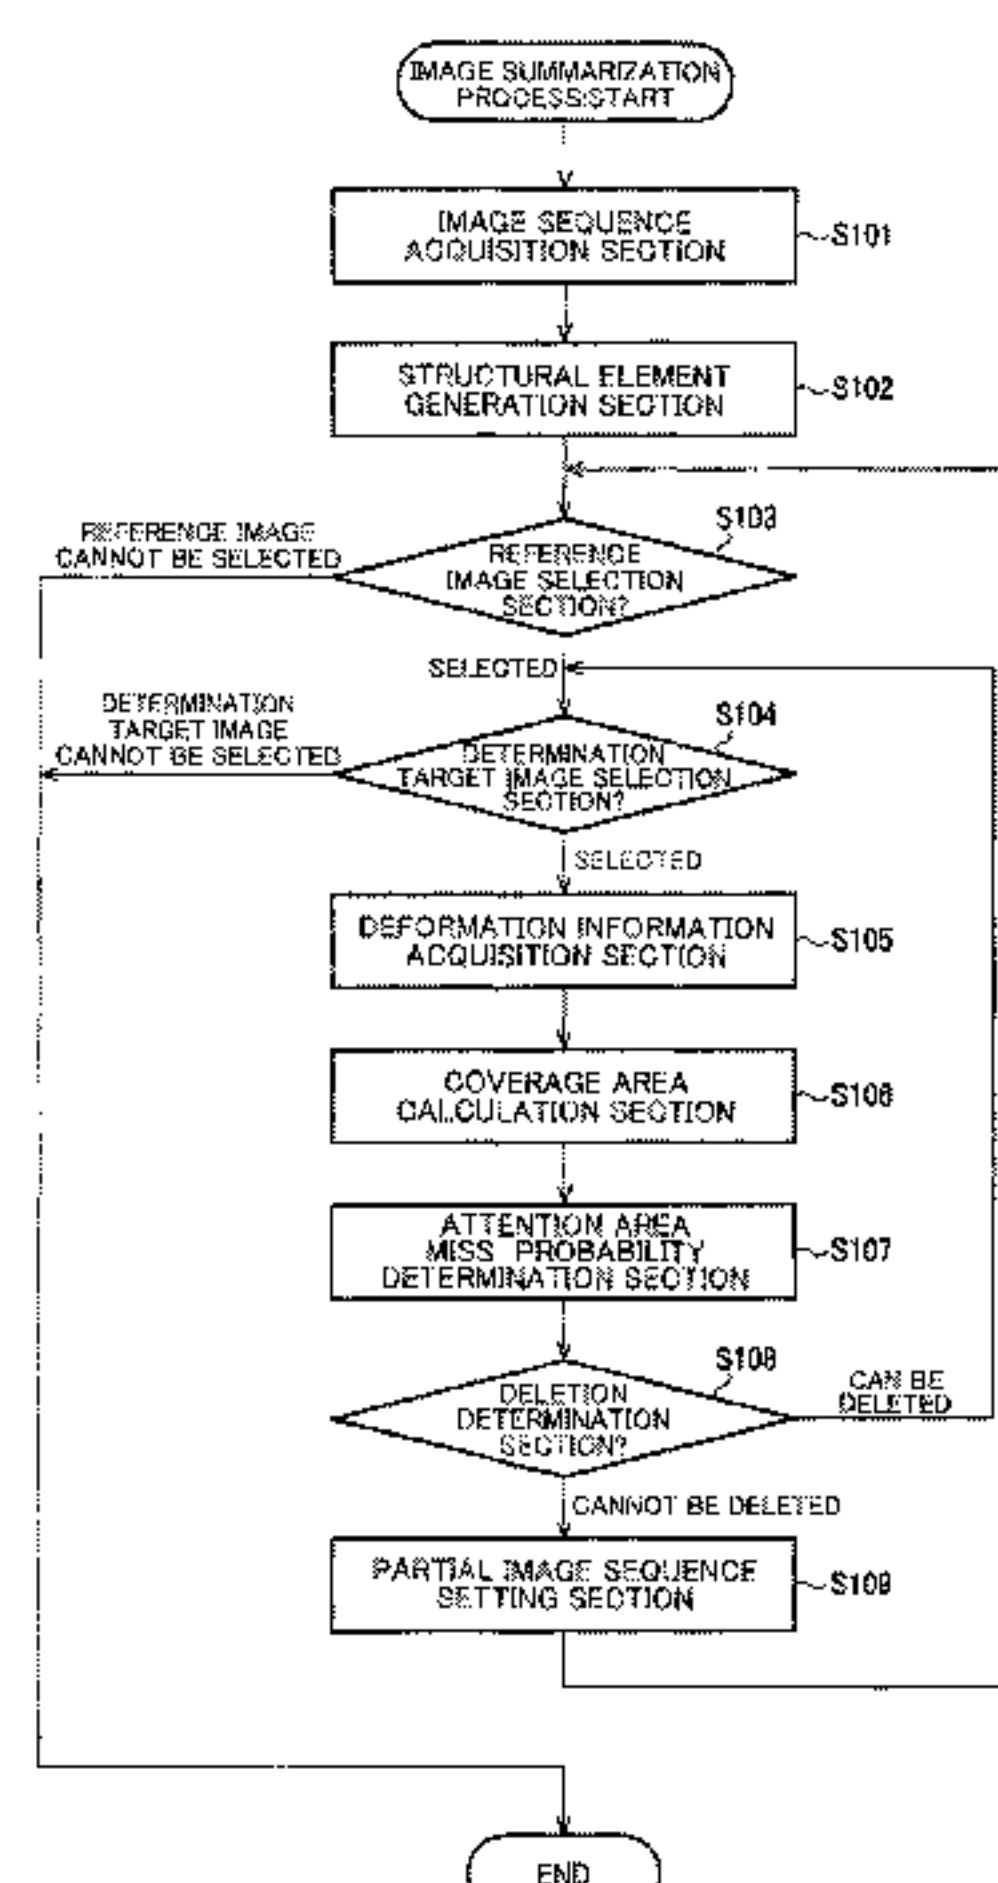 IMAGE SUMMARIZATION
PROCESS:START
IMAGE SEQUENCE
ACQUISITION SECTION
S101
STRUCTURAL ELEMENT
GENERATION SECTION
S102
REFERENCE IMAGE
CANNOT BE SELECTED
S103
REFERENCE
IMAGE SELECTION
SECTION?
SELECTED
DETERMINATION
TARGET IMAGE
CANNOT BE SELECTED
S104
DETERMINATION
TARGET IMAGE SELECTION
SECTION?
SELECTED
DEFORMATION INFORMATION
ACQUISITION SECTION
S105
COVERAGE AREA
CALCULATION SECTION
S106
ATTENTION AREA
MISS PROBABILITY
DETERMINATION SECTION
S107
S108
DELETION
DETERMINATION
SECTION?
CAN BE
DELETED
CANNOT BE DELETED
PARTIAL IMAGE SEQUENCE
SETTING SECTION
S109
END